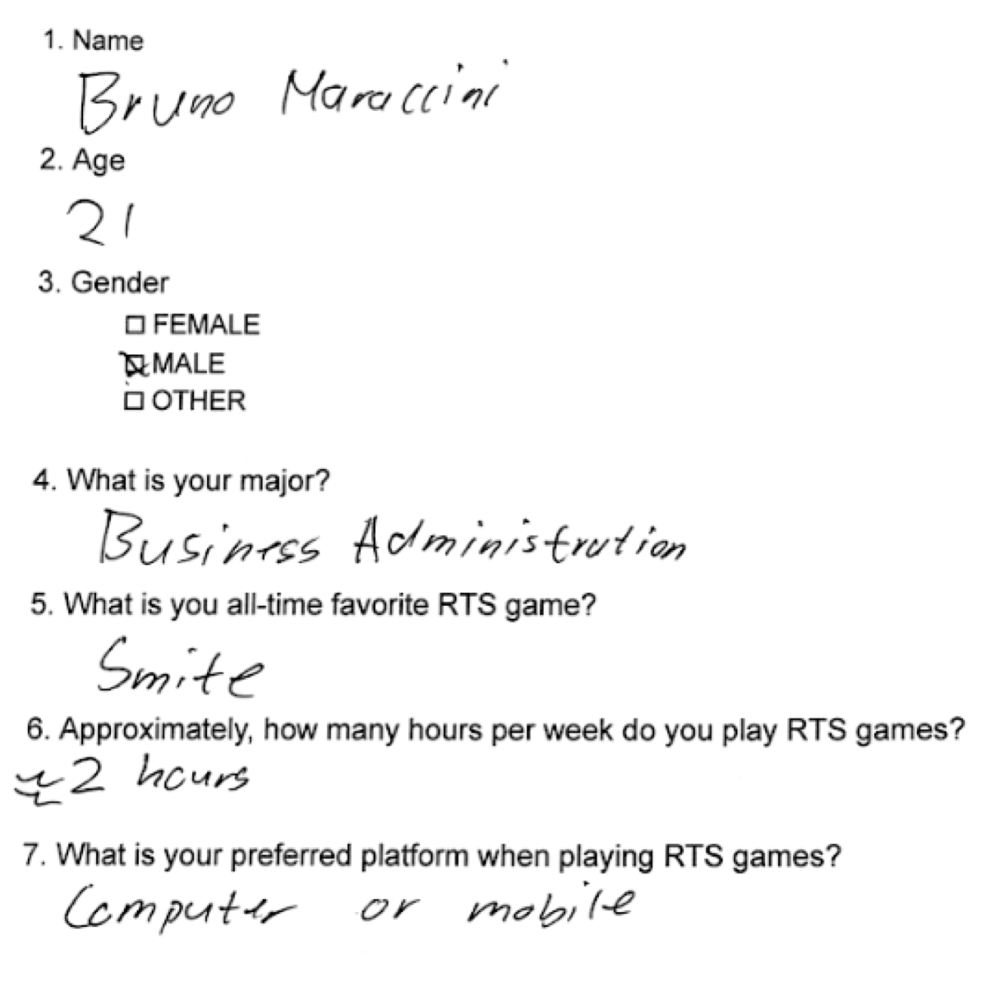 1. Name
Bruno Maraccini
2. Age
21
3. Gender
☐ FEMALE
☒ MALE
☐ OTHER
4. What is your major?
Business Administration
5. What is you all-time favorite RTS game?
Smite
6. Approximately, how many hours per week do you play RTS games?
≈2 hours
7. What is your preferred platform when playing RTS games?
Computer or mobile